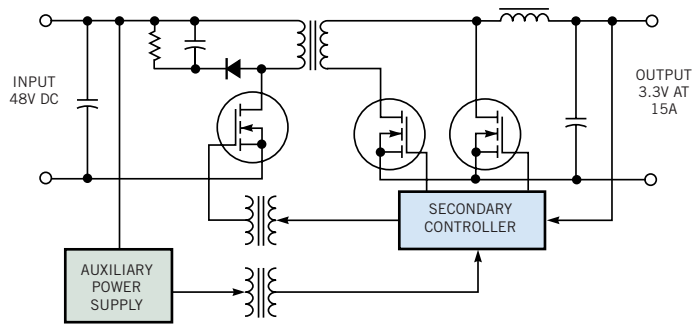 INPUT
48V DC
OUTPUT
3.3V AT
15A
SECONDARY
CONTROLLER
AUXILIARY
POWER
SUPPLY